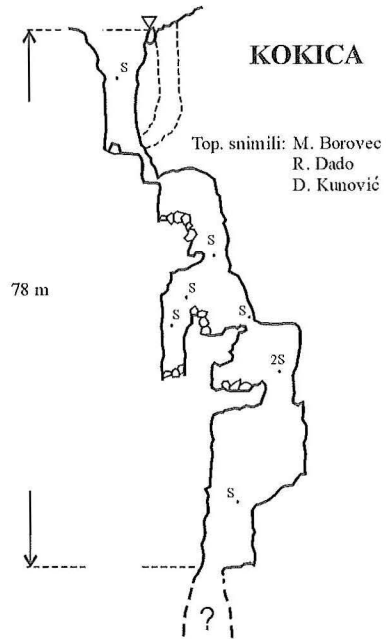 KOKICA
Top. snimili: M. Borovec
R. Dado
D. Kunović
78 m
S
S
S
S
S
2S
S
?